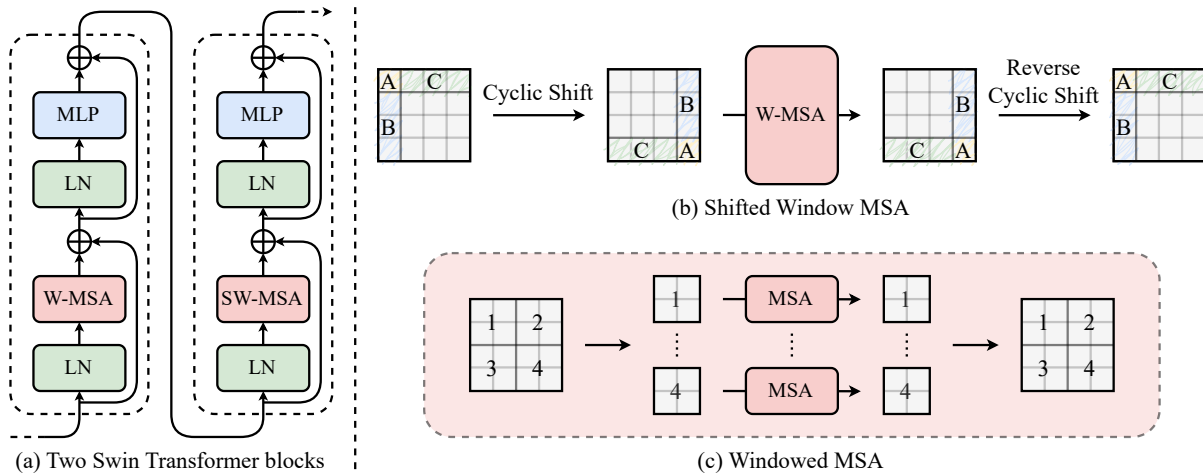 MLP
MLP
LN
LN
W-MSA
SW-MSA
LN
LN
(a) Two Swin Transformer blocks
A C
B
Cyclic Shift
B
C A
W-MSA
B
C A
Reverse
Cyclic Shift
A C
B
(b) Shifted Window MSA
1 2
3 4
1
4
MSA
MSA
1
4
1 2
3 4
(c) Windowed MSA